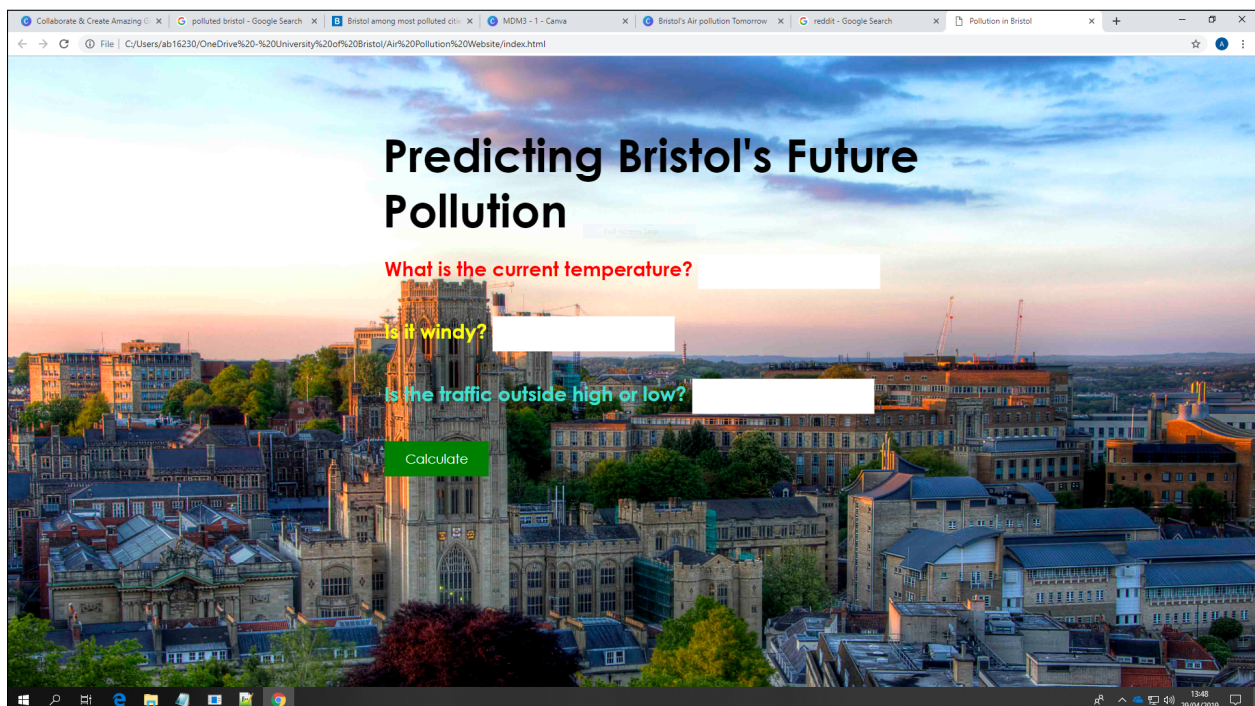 Collaborate & Create Amazing G
polluted bristol - Google Search
Bristol among most polluted citi
MDM3 - 1 - Canva
Bristol's Air pollution Tomorrow
reddit - Google Search
Pollution in Bristol
File | C:/Users/ab16230/OneDrive%20-%20University%20of%20Bristol/Air%20Pollution%20Website/index.html
Predicting Bristol's Future
Pollution
What is the current temperature?
Is it windy?
Is the traffic outside high or low?
Calculate
13:48
29/04/2019